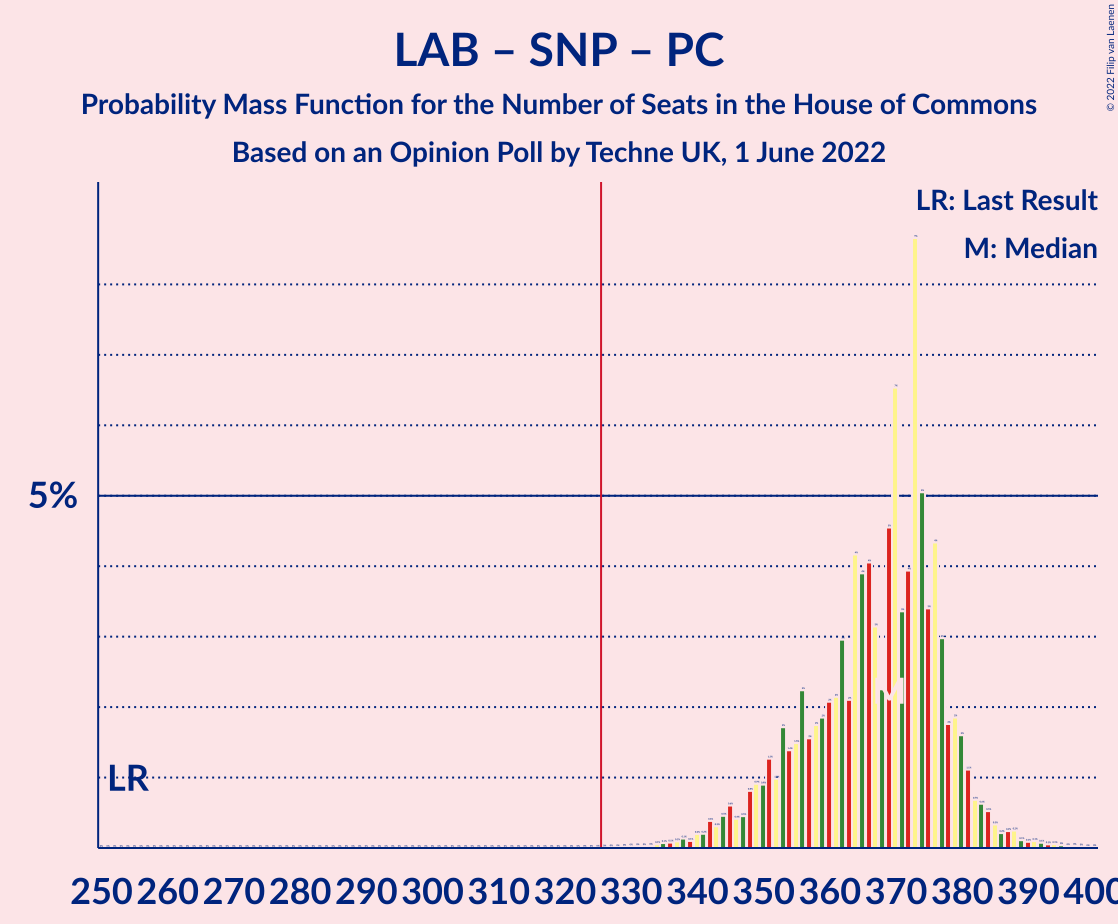 LAB – SNP – PC
Probability Mass Function for the Number of Seats in the House of Commons
Based on an Opinion Poll by Techne UK, 1 June 2022
© 2022 Filip van Laenen
LR: Last Result
M: Median
5%
LR
250 260 270 280 290 300 310 320 330 340 350 360 370 380 390 400